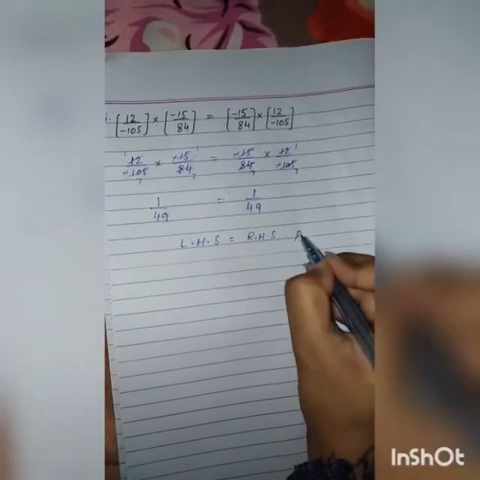 [12/-105] × [-15/84] = [-15/84] × [12/-105]
12/-105 × -15/84 = -15/84 × 12/-105
1/49 = 1/49
L.H.S = R.H.S
InShOt